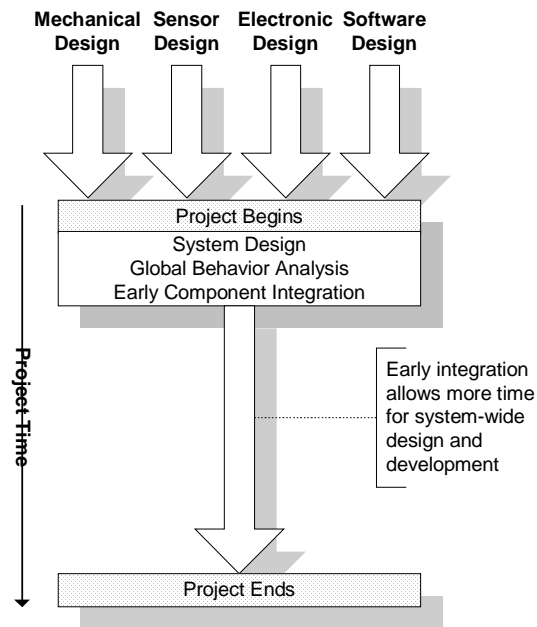 Mechanical Design
Sensor Design
Electronic Design
Software Design
Project Begins
System Design
Global Behavior Analysis
Early Component Integration
Project Time
Early integration
allows more time
for system-wide
design and
development
Project Ends